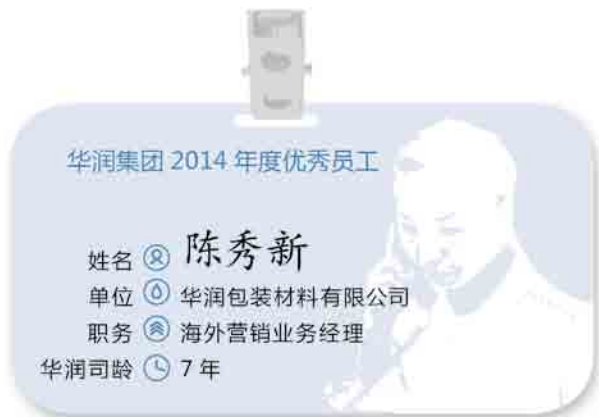 华润集团 2014 年度优秀员工
姓名 陈秀新
单位 华润包装材料有限公司
职务 海外营销业务经理
华润司龄 7 年